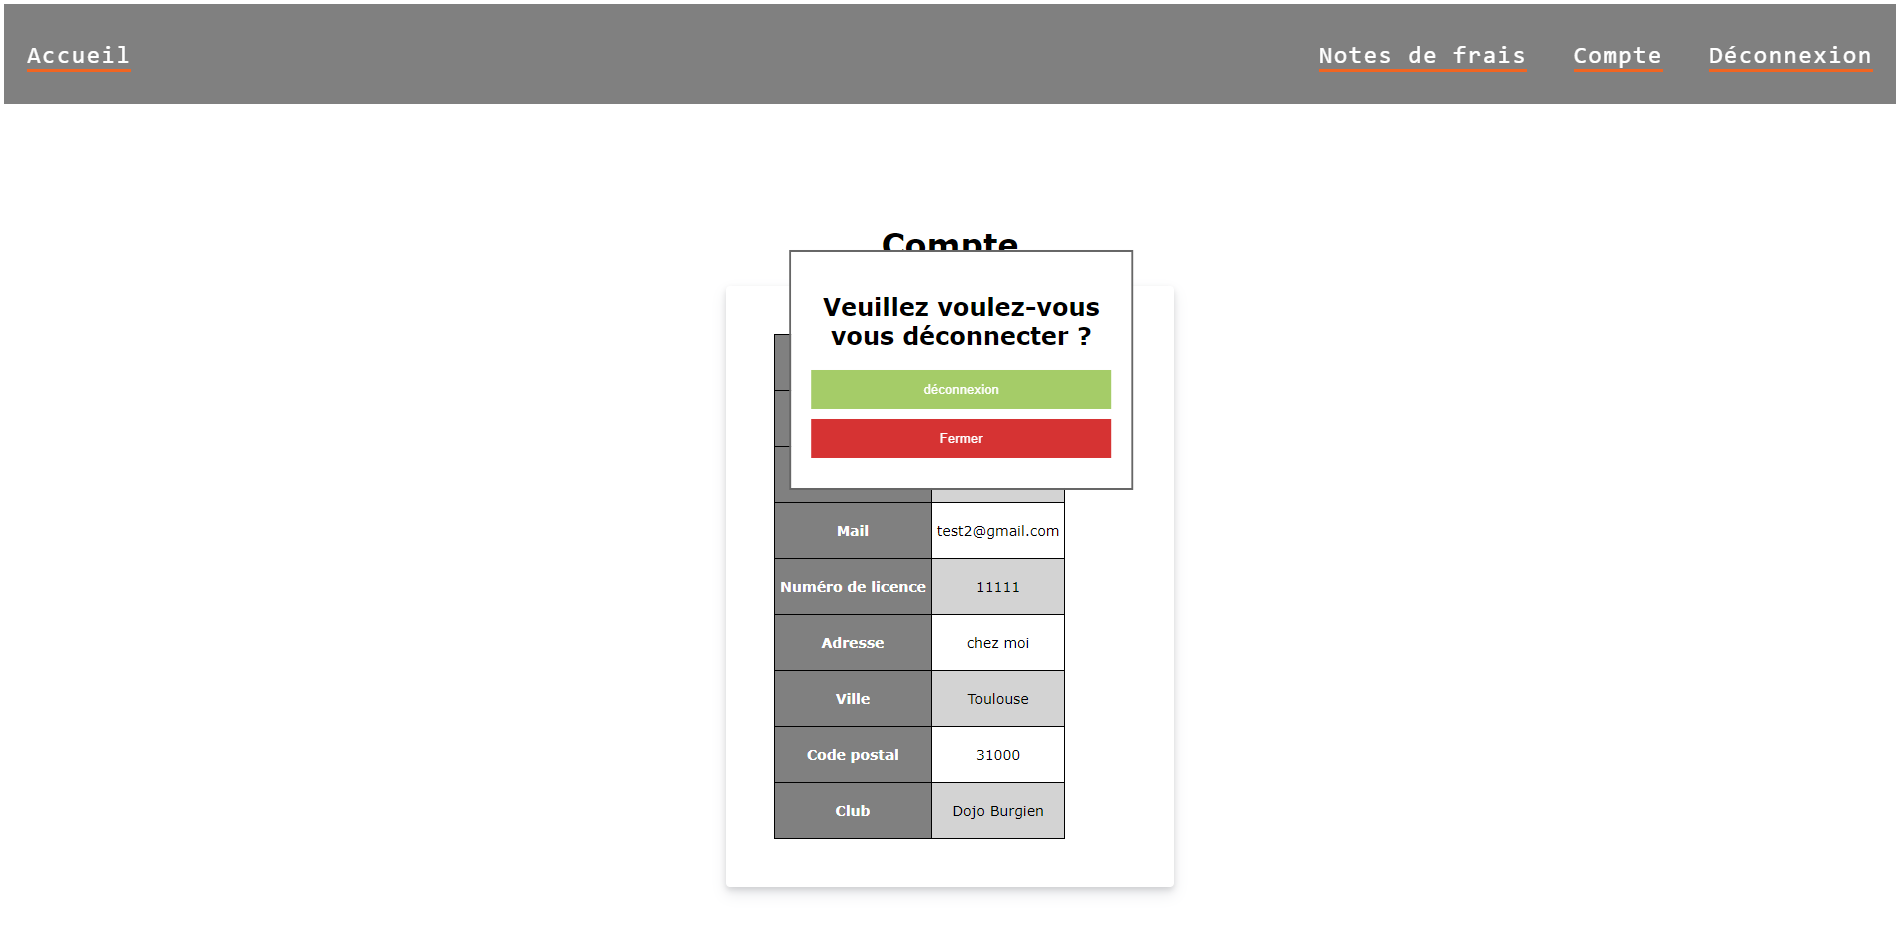 Accueil
Notes de frais Compte Déconnexion
Compte
Veuillez voulez-vous
vous déconnecter ?
déconnexion
Fermer
Mail test2@gmail.com
Numéro de licence 11111
Adresse chez moi
Ville Toulouse
Code postal 31000
Club Dojo Burgien